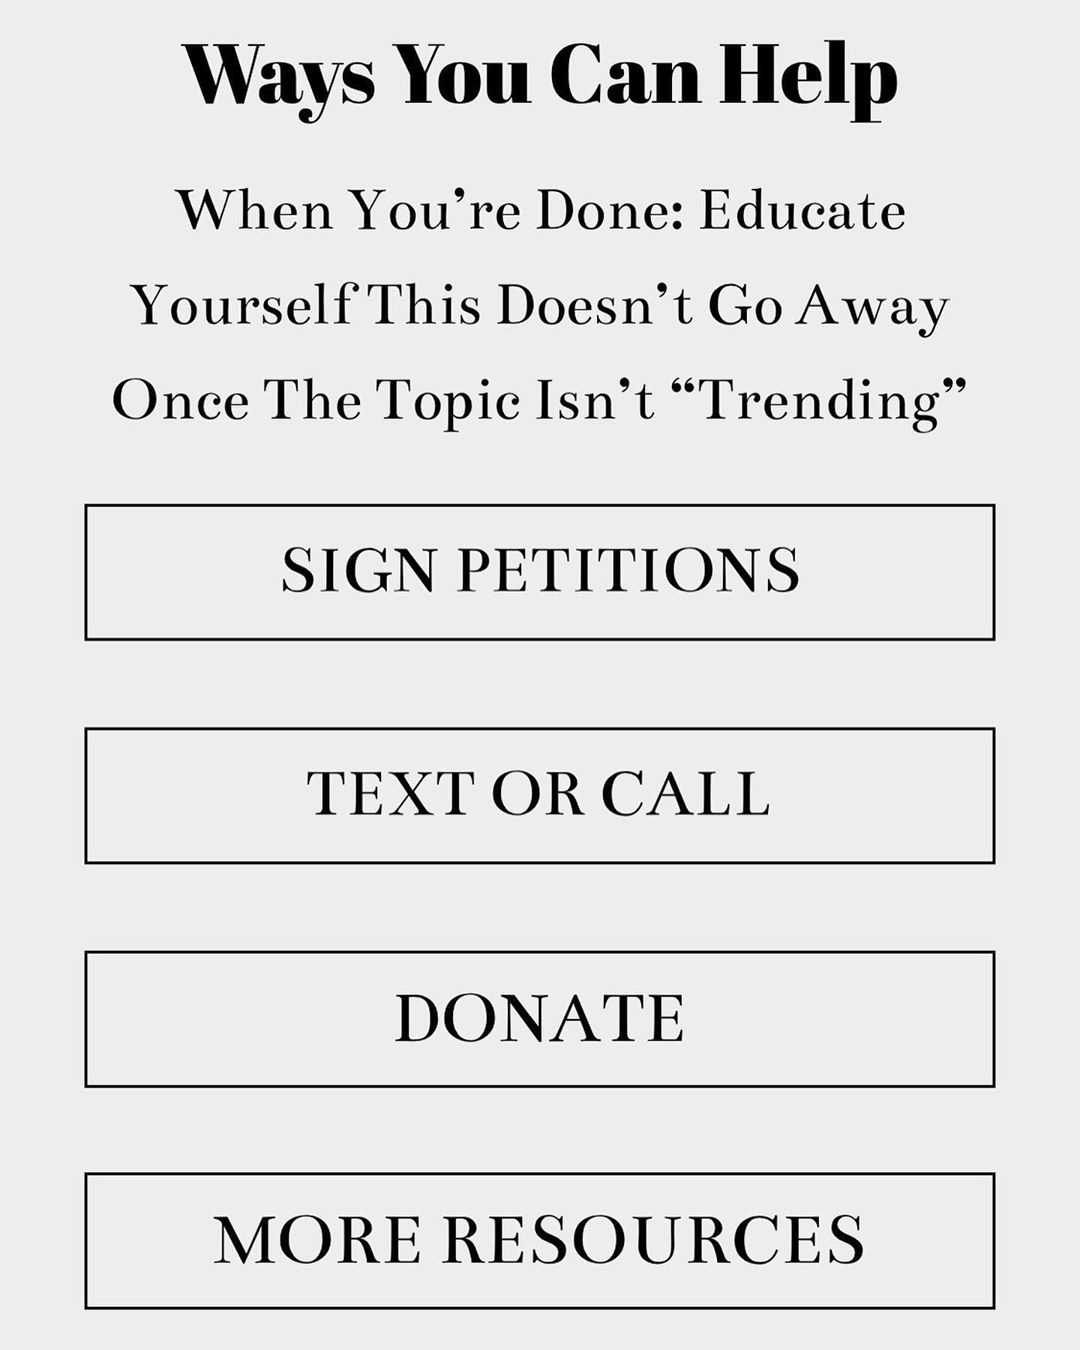 Ways You Can Help
When You’re Done: Educate
Yourself This Doesn’t Go Away
Once The Topic Isn’t “Trending”
SIGN PETITIONS
TEXT OR CALL
DONATE
MORE RESOURCES